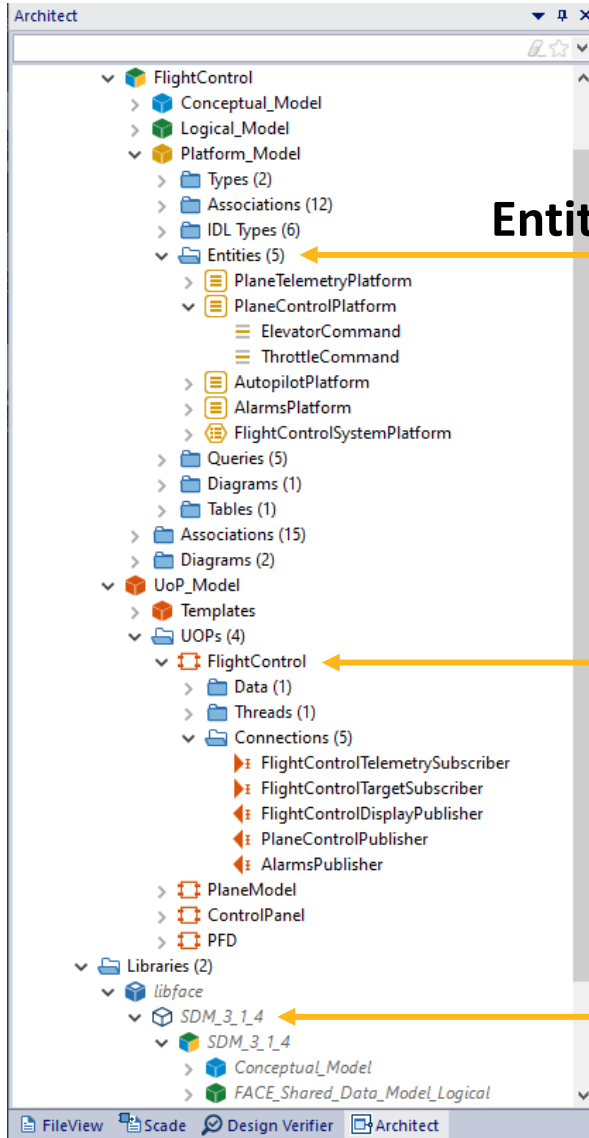 Architect
FlightControl
Conceptual_Model
Logical_Model
Platform_Model
Types (2)
Associations (12)
IDL Types (6)
Entit
Entities (5)
PlaneTelemetryPlatform
PlaneControlPlatform
ElevatorCommand
ThrottleCommand
AutopilotPlatform
AlarmsPlatform
FlightControlSystemPlatform
Queries (5)
Diagrams (1)
Tables (1)
Associations (15)
Diagrams (2)
UoP_Model
Templates
UOPs (4)
FlightControl
Data (1)
Threads (1)
Connections (5)
FlightControlTelemetrySubscriber
FlightControlTargetSubscriber
FlightControlDisplayPublisher
PlaneControlPublisher
AlarmsPublisher
PlaneModel
ControlPanel
PFD
Libraries (2)
libface
SDM_3_1_4
SDM_3_1_4
Conceptual_Model
FACE_Shared_Data_Model_Logical
FileView Scade Design Verifier Architect